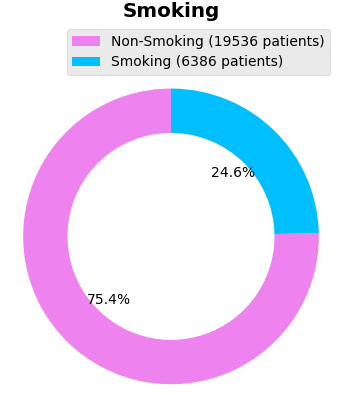 Smoking
Non-Smoking (19536 patients)
Smoking (6386 patients)
24.6%
75.4%